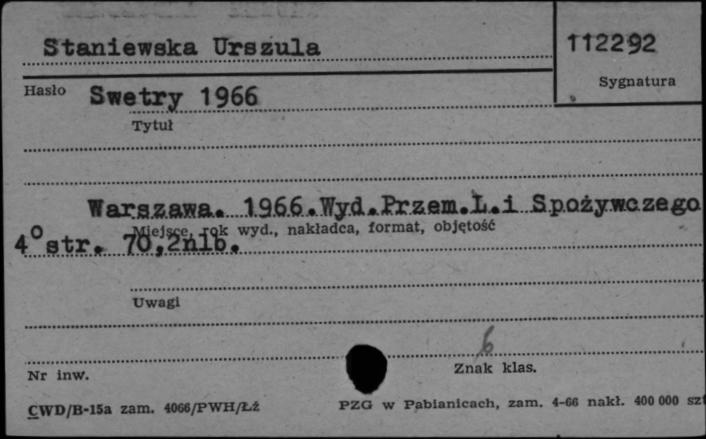 Staniewska Urszula
112292
Sygnatura
Hasło
Swetry 1966
Tytuł
Warszawa. 1966.Wyd.Przem.L.i Spożywczego
Miejsce, rok wyd., nakładca, format, objętość
4° str. 70,2nlb.
Uwagi
6
Nr inw.
Znak klas.
CWD/B-15a zam. 4066/PWH/Łź
PZG w Pabianicach, zam. 4-66 nakł. 400 000 szt